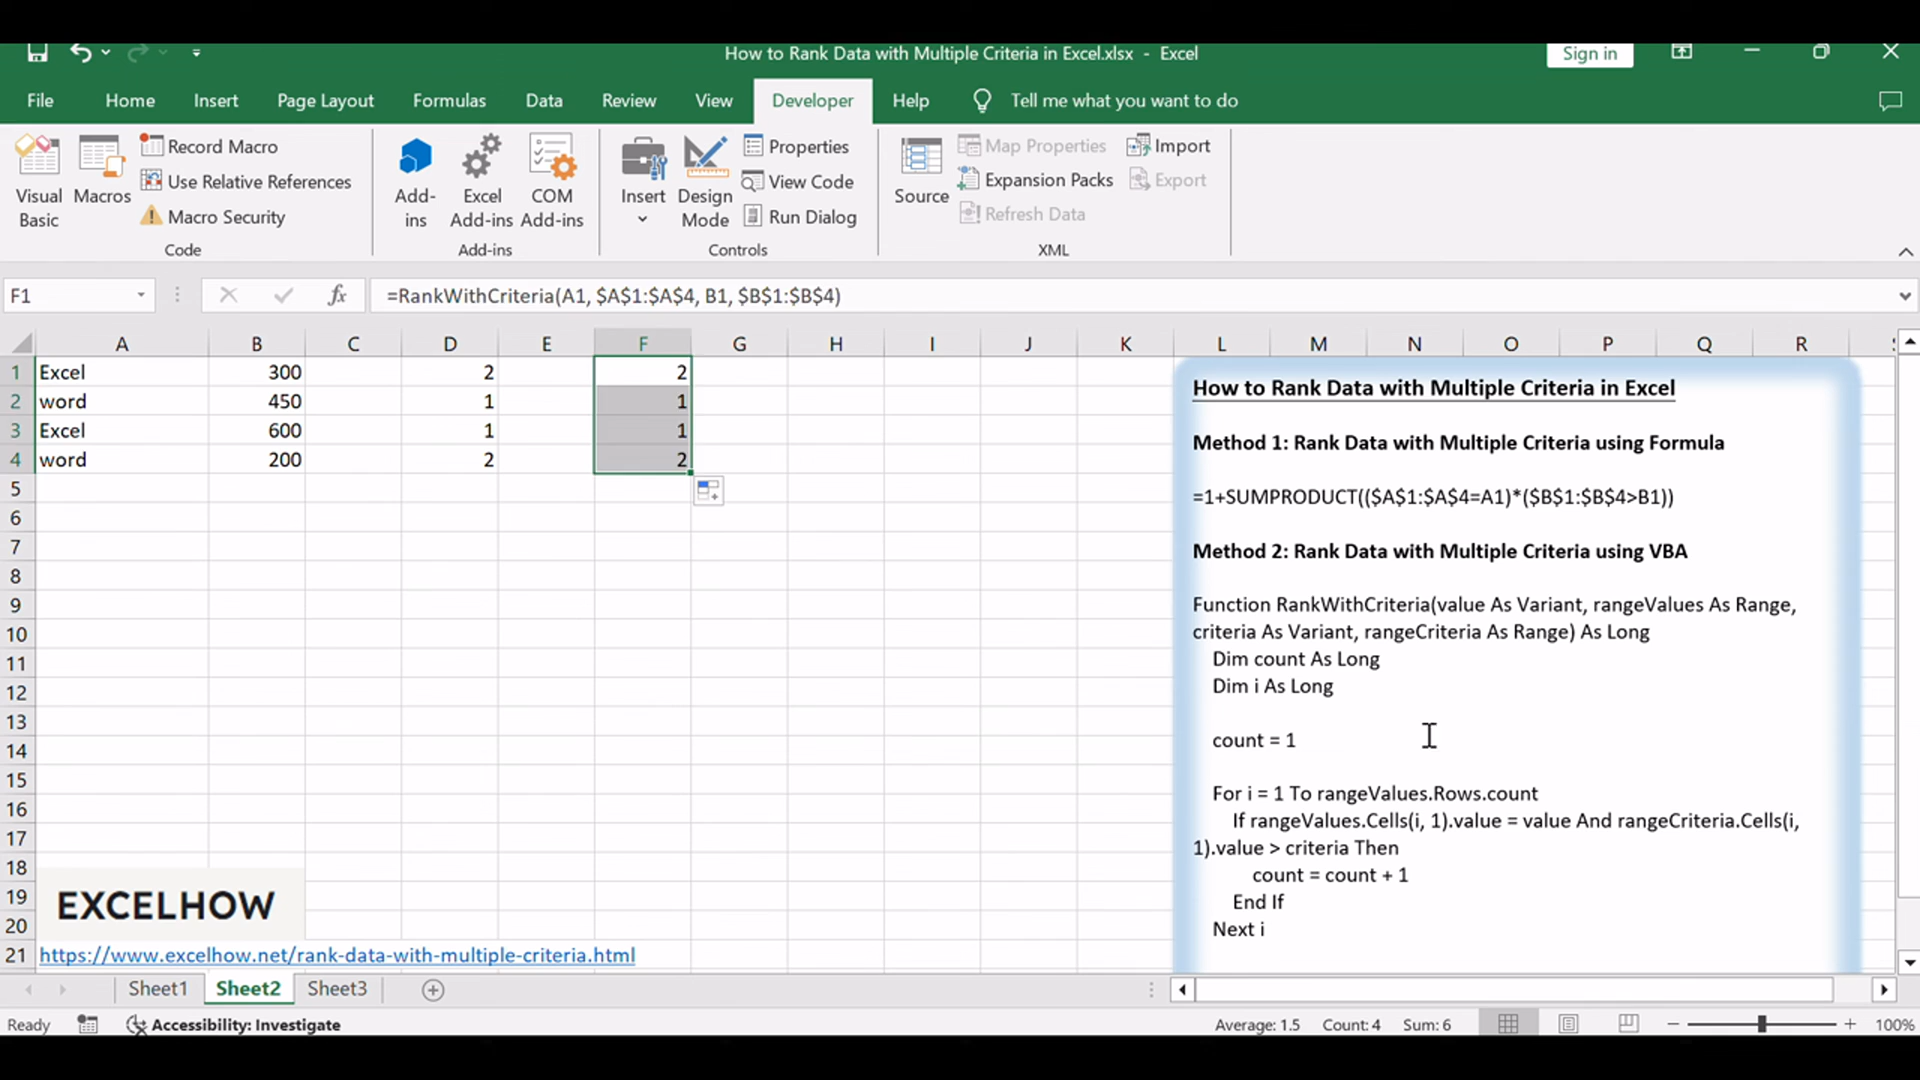 How to Rank Data with Multiple Criteria in Excel.xlsx - Excel
Sign in
File Home Insert Page Layout Formulas Data Review View Developer Help Tell me what you want to do
Visual Basic
Macros
Record Macro
Use Relative References
Macro Security
Code
Add-ins
Excel Add-ins
COM Add-ins
Add-ins
Insert
Design Mode
Properties
View Code
Run Dialog
Controls
Source
Map Properties
Expansion Packs
Refresh Data
Import
Export
XML
F1 fx =RankWithCriteria(A1, $A$1:$A$4, B1, $B$1:$B$4)
A B C D E F G H I J K L M N O P Q R
1 Excel 300 2 2
2 word 450 1 1
3 Excel 600 1 1
4 word 200 2 2
5
6
7
8
9
10
11
12
13
14
15
16
17
18
19
20
21 https://www.excelhow.net/rank-data-with-multiple-criteria.html
EXCELHOW
How to Rank Data with Multiple Criteria in Excel
Method 1: Rank Data with Multiple Criteria using Formula
=1+SUMPRODUCT(($A$1:$A$4=A1)*($B$1:$B$4>B1))
Method 2: Rank Data with Multiple Criteria using VBA
Function RankWithCriteria(value As Variant, rangeValues As Range,
criteria As Variant, rangeCriteria As Range) As Long
Dim count As Long
Dim i As Long
count = 1
For i = 1 To rangeValues.Rows.count
If rangeValues.Cells(i, 1).value = value And rangeCriteria.Cells(i,
1).value > criteria Then
count = count + 1
End If
Next i
Sheet1 Sheet2 Sheet3
Ready Accessibility: Investigate Average: 1.5 Count: 4 Sum: 6 100%